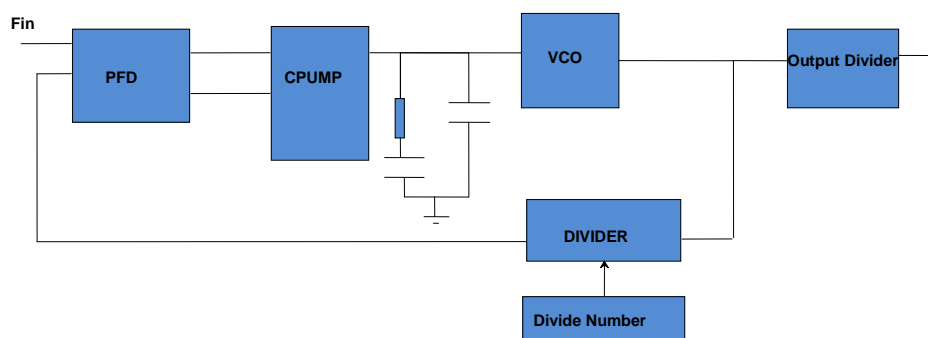 Fin
PFD
CPUMP
VCO
Output Divider
DIVIDER
Divide Number